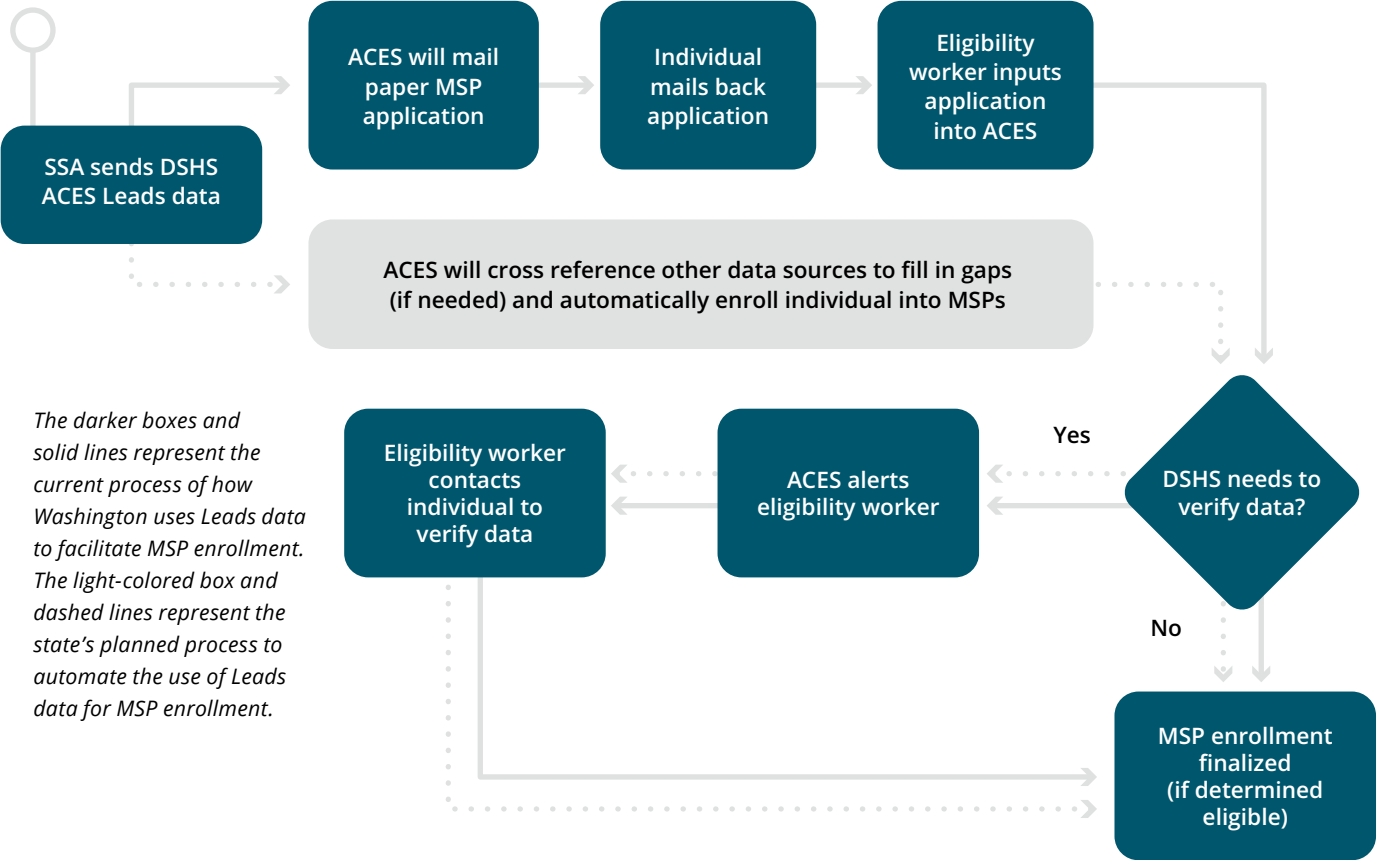 SSA sends DSHS
ACES Leads data
ACES will mail
paper MSP
application
Individual
mails back
application
Eligibility
worker inputs
application
into ACES
ACES will cross reference other data sources to fill in gaps
(if needed) and automatically enroll individual into MSPs
DSHS needs to
verify data?
Yes
ACES alerts
eligibility worker
Eligibility worker
contacts
individual to
verify data
No
MSP enrollment
finalized
(if determined
eligible)
The darker boxes and
solid lines represent the
current process of how
Washington uses Leads data
to facilitate MSP enrollment.
The light-colored box and
dashed lines represent the
state’s planned process to
automate the use of Leads
data for MSP enrollment.